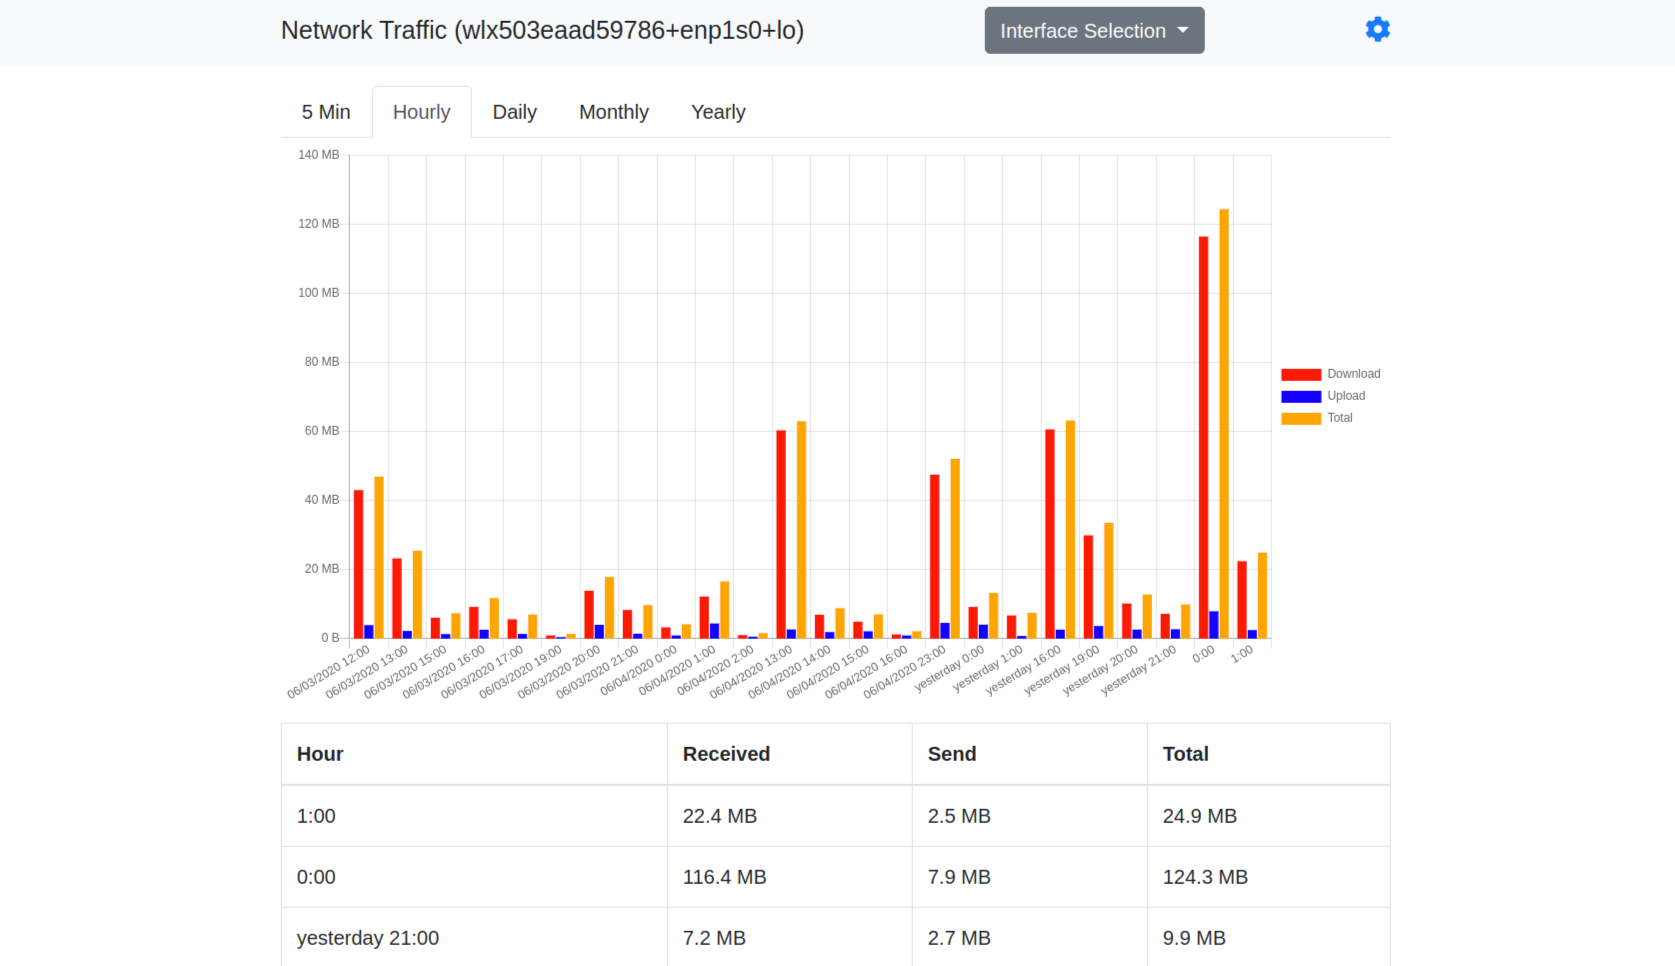 Network Traffic (wlx503eaad59786+enp1s0+lo)
Interface Selection
5 Min Hourly Daily Monthly Yearly
140 MB
120 MB
100 MB
80 MB
60 MB
40 MB
20 MB
0 B
Download
Upload
Total
06/03/2020 12:00
06/03/2020 13:00
06/03/2020 15:00
06/03/2020 16:00
06/03/2020 17:00
06/03/2020 19:00
06/03/2020 20:00
06/03/2020 21:00
06/04/2020 0:00
06/04/2020 1:00
06/04/2020 2:00
06/04/2020 13:00
06/04/2020 14:00
06/04/2020 15:00
06/04/2020 16:00
06/04/2020 23:00
yesterday 0:00
yesterday 1:00
yesterday 16:00
yesterday 19:00
yesterday 20:00
yesterday 21:00
0:00
1:00
Hour Received Send Total
1:00 22.4 MB 2.5 MB 24.9 MB
0:00 116.4 MB 7.9 MB 124.3 MB
yesterday 21:00 7.2 MB 2.7 MB 9.9 MB